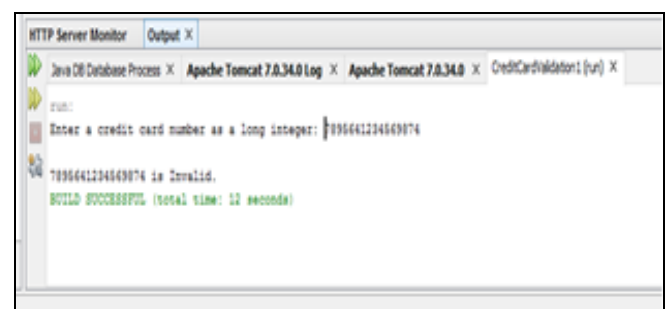 HTTP Server Monitor Output ×
Java DB Database Process × Apache Tomcat 7.0.34.0 Log × Apache Tomcat 7.0.34.0 × CreditCardValidation1 (run) ×
run:
Enter a credit card number as a long integer: 7895641234569874
7895641234569874 is Invalid.
BUILD SUCCESSFUL (total time: 12 seconds)